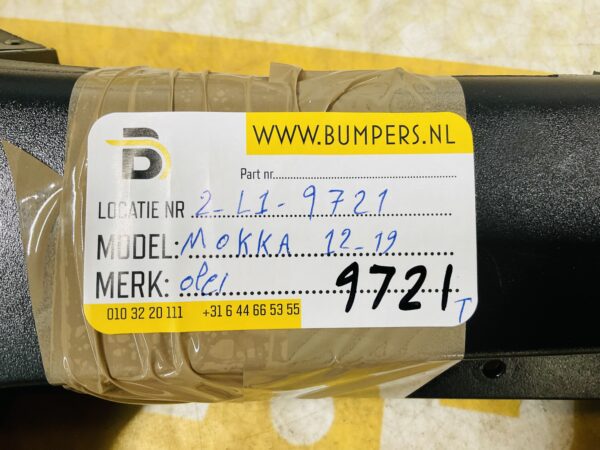 B
WWW.BUMPERS.NL
Part nr.
LOCATIE NR 2-L1-9721
MODEL: MOKKA 12-19
MERK: opel
9721
T
010 32 20 111 +31 6 44 66 53 55